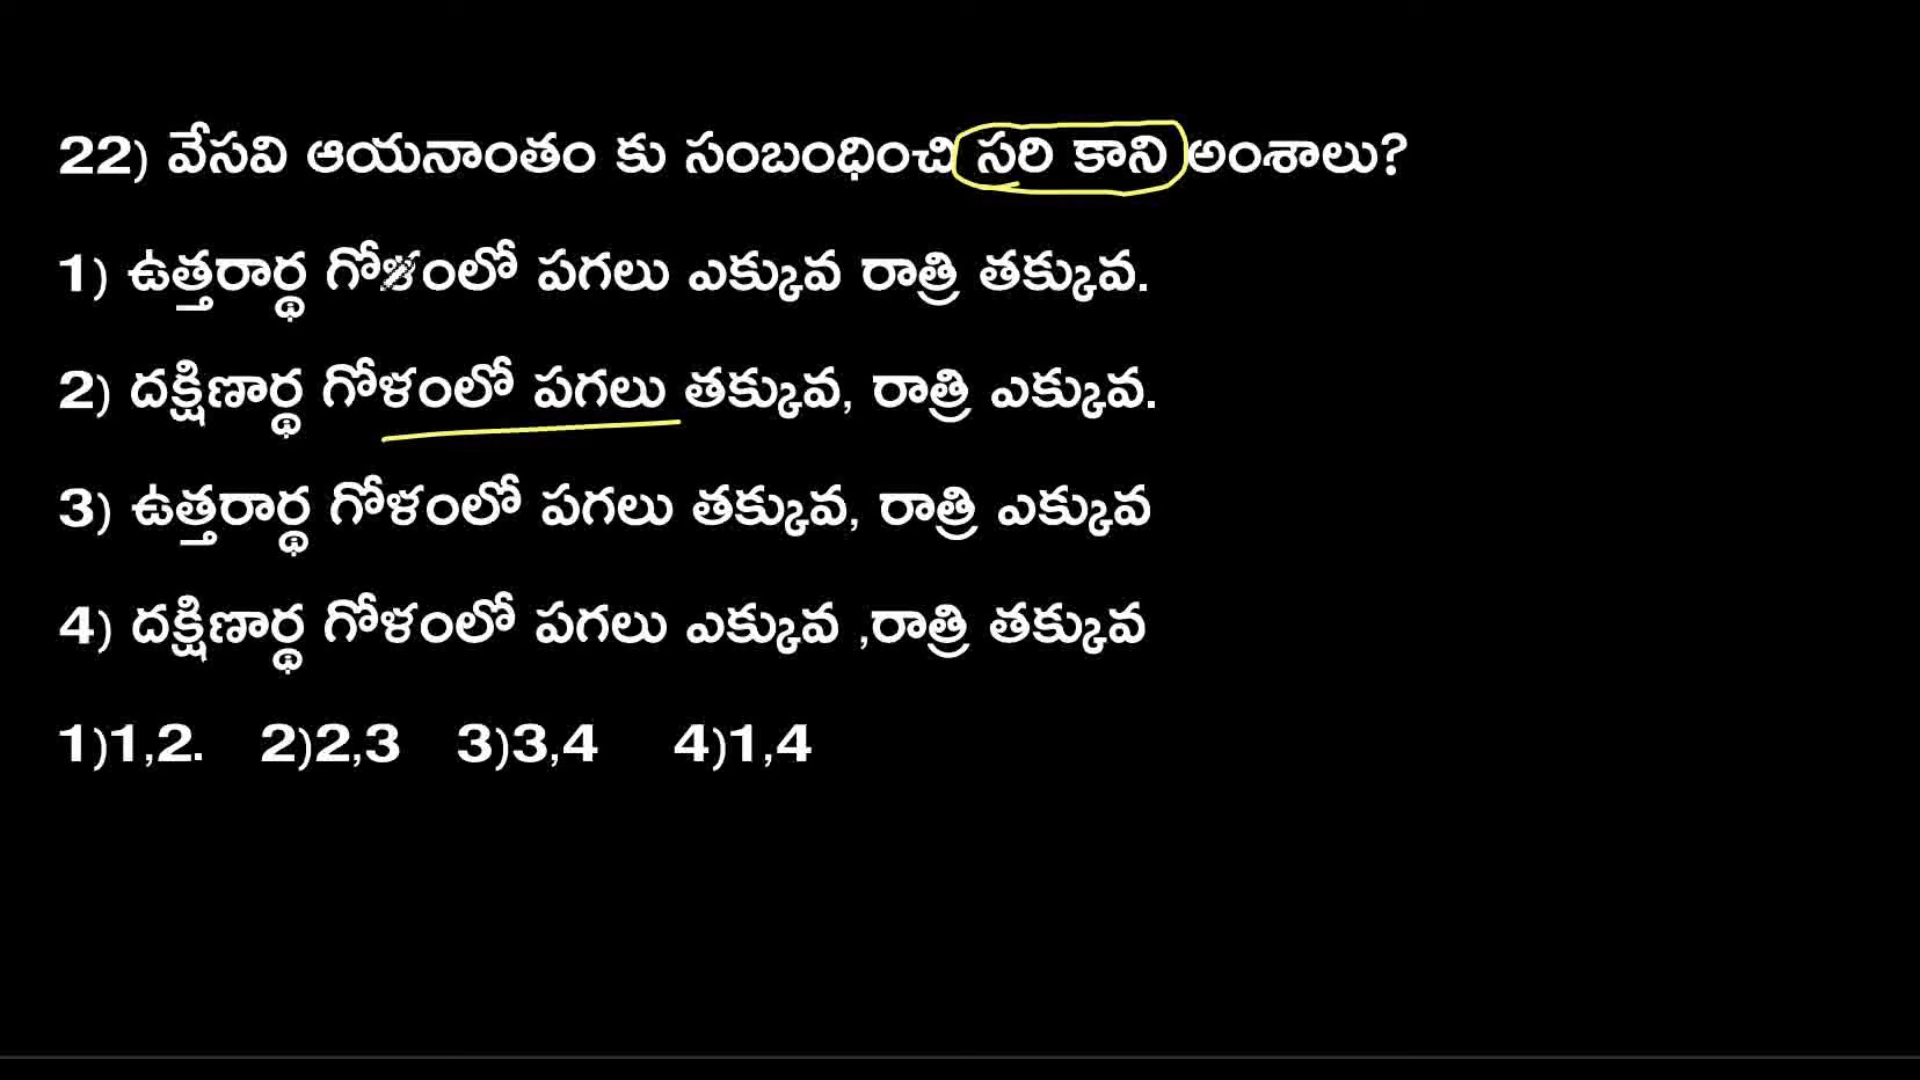 22) వేసవి ఆయనాంతం కు సంబంధించి సరి కాని అంశాలు?
1) ఉత్తరార్ధ గోళంలో పగలు ఎక్కువ రాత్రి తక్కువ.
2) దక్షిణార్ధ గోళంలో పగలు తక్కువ, రాత్రి ఎక్కువ.
3) ఉత్తరార్ధ గోళంలో పగలు తక్కువ, రాత్రి ఎక్కువ
4) దక్షిణార్ధ గోళంలో పగలు ఎక్కువ ,రాత్రి తక్కువ
1)1,2. 2)2,3 3)3,4 4)1,4